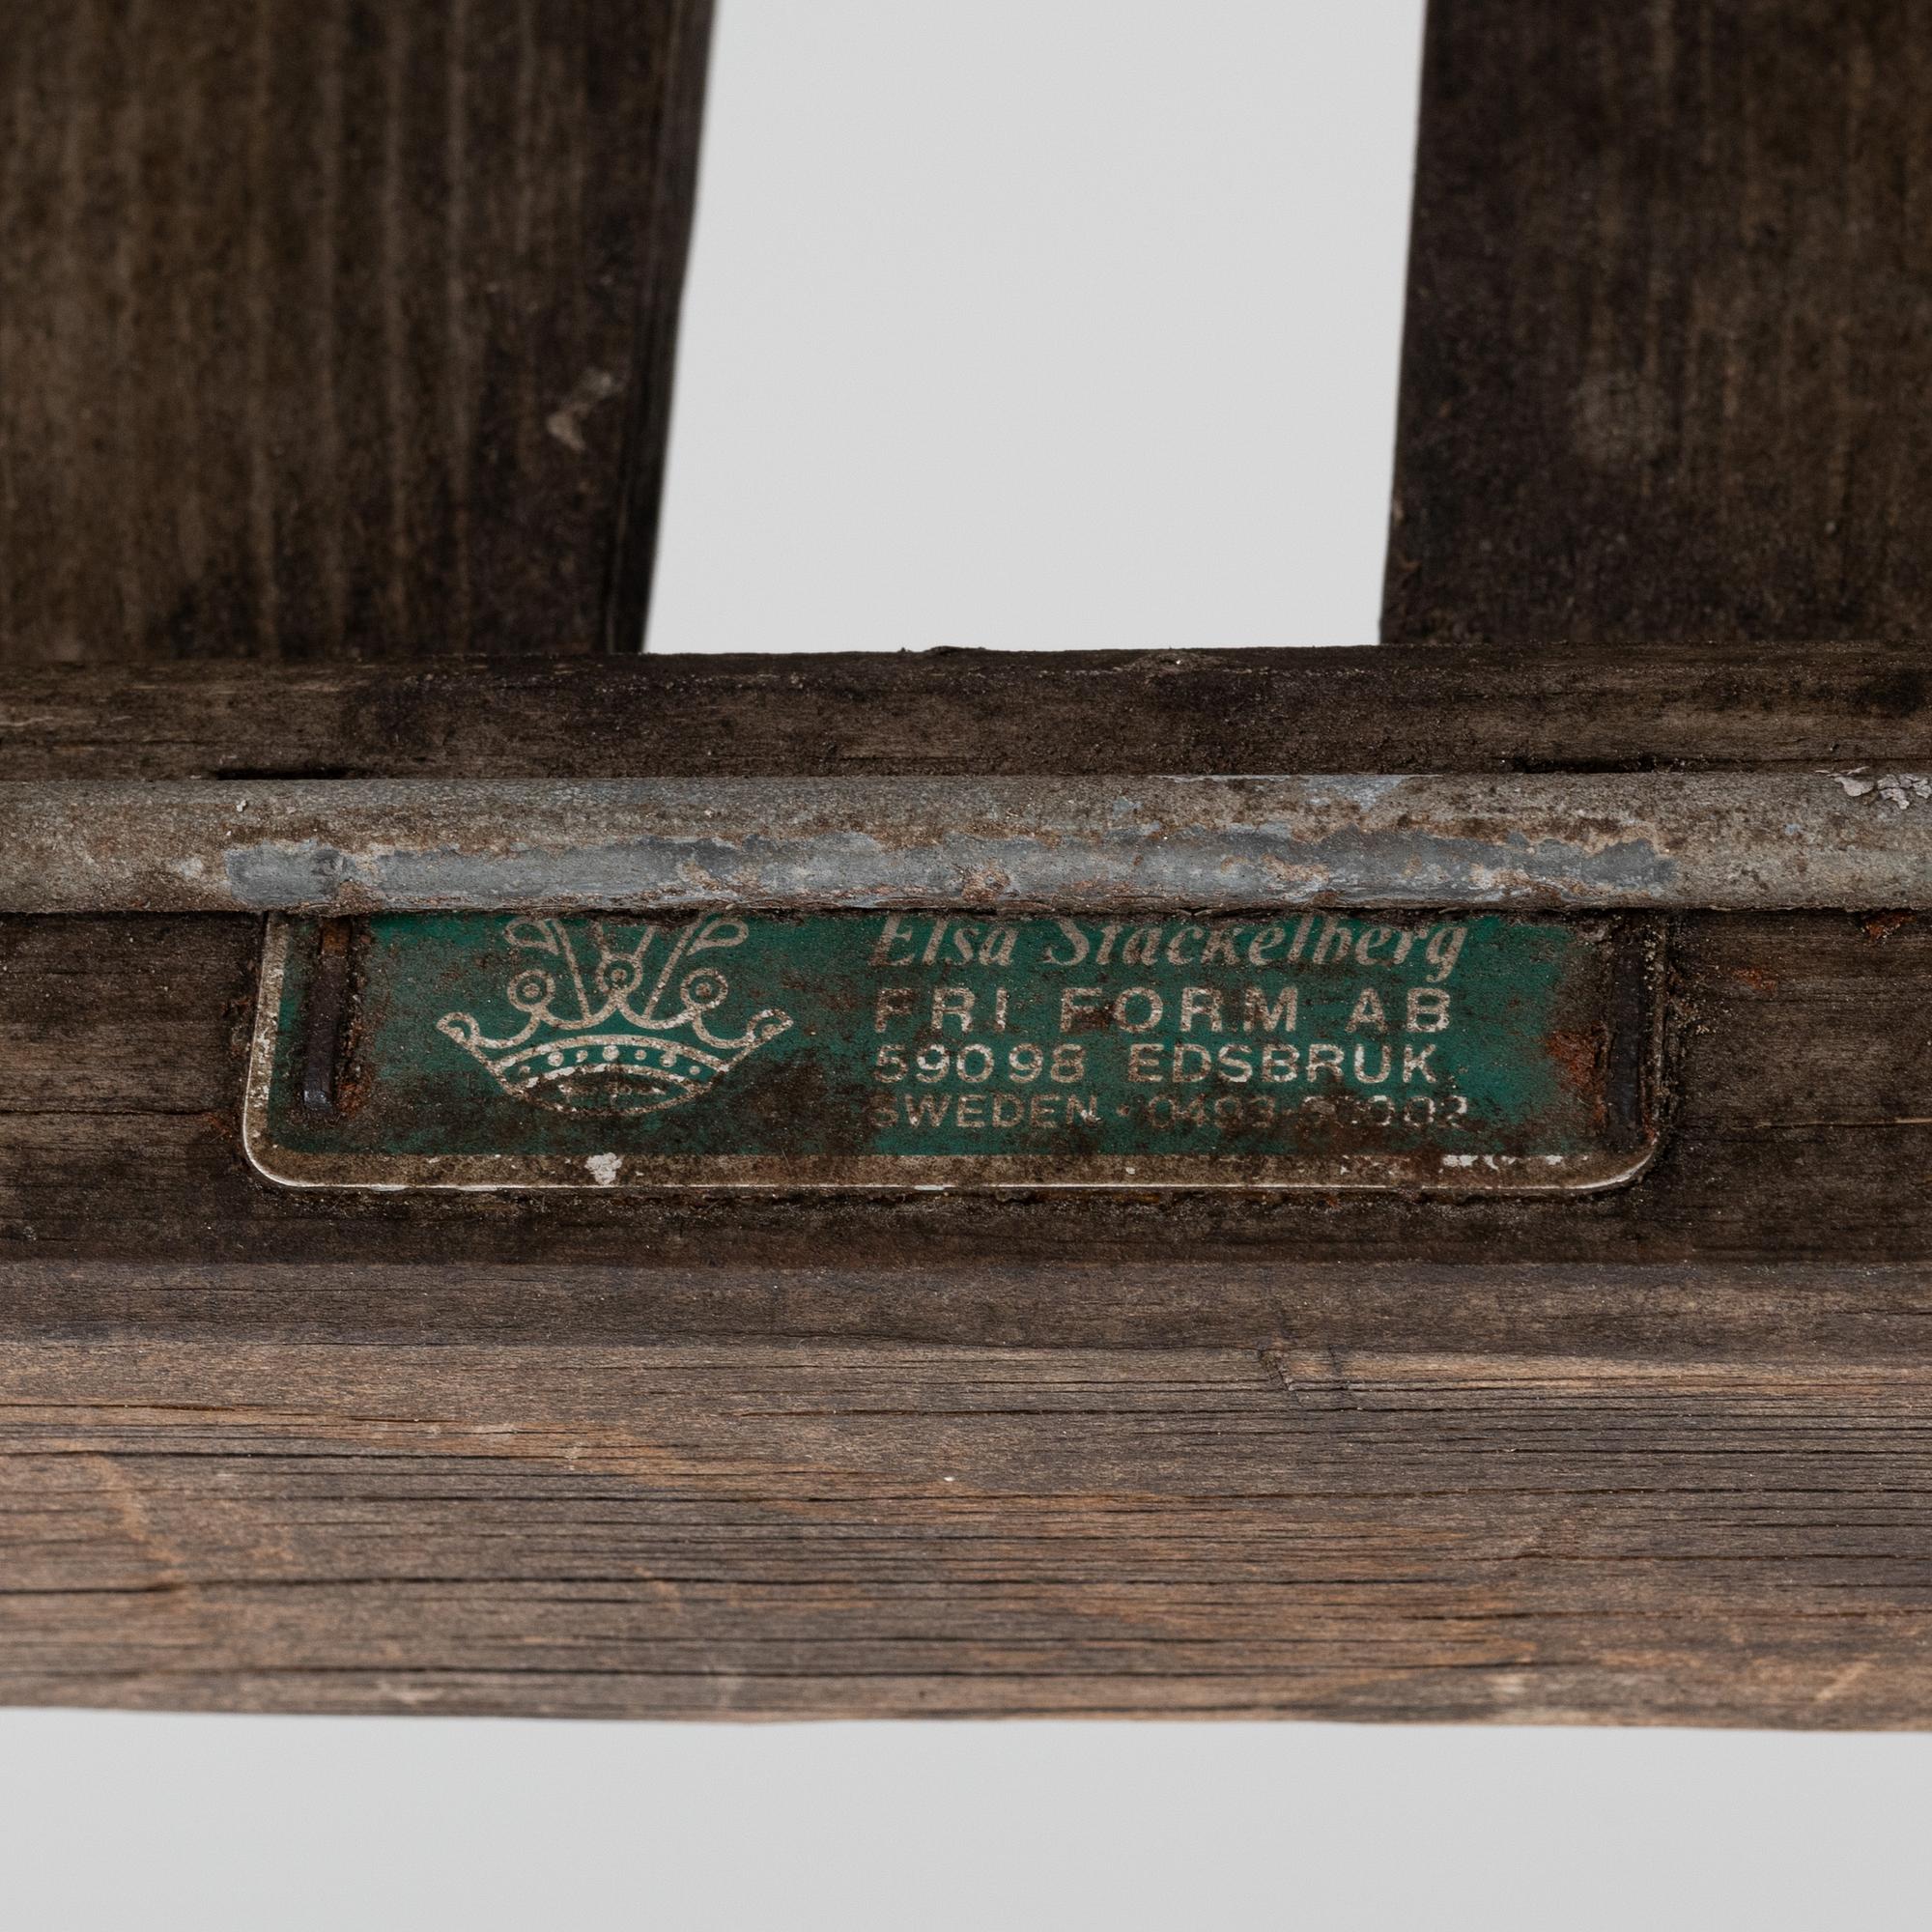 Elsa Stackelberg
FRI FORM AB
59098 EDSBRUK
SWEDEN